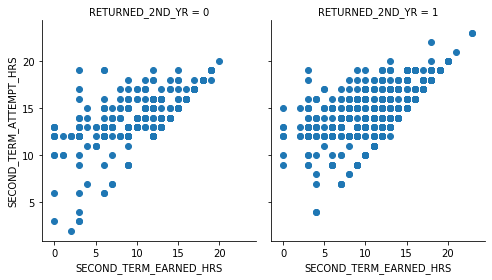 RETURNED_2ND_YR = 0
RETURNED_2ND_YR = 1
SECOND_TERM_ATTEMPT_HRS
20
15
10
5
0
5
10
15
20
0
5
10
15
20
SECOND_TERM_EARNED_HRS
SECOND_TERM_EARNED_HRS